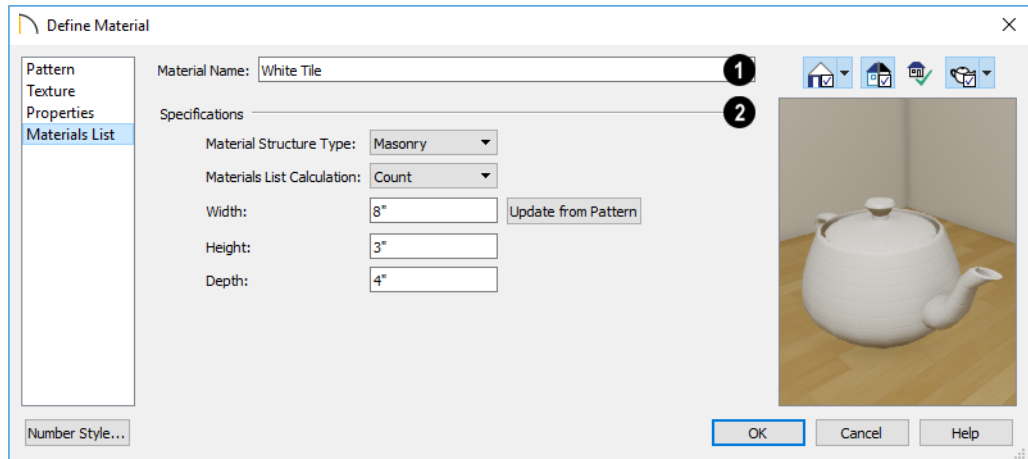 Define Material
Pattern
Texture
Properties
Materials List
Material Name: White Tile 1
Specifications 2
Material Structure Type: Masonry
Materials List Calculation: Count
Width: 8" Update from Pattern
Height: 3"
Depth: 4"
Number Style...
OK Cancel Help